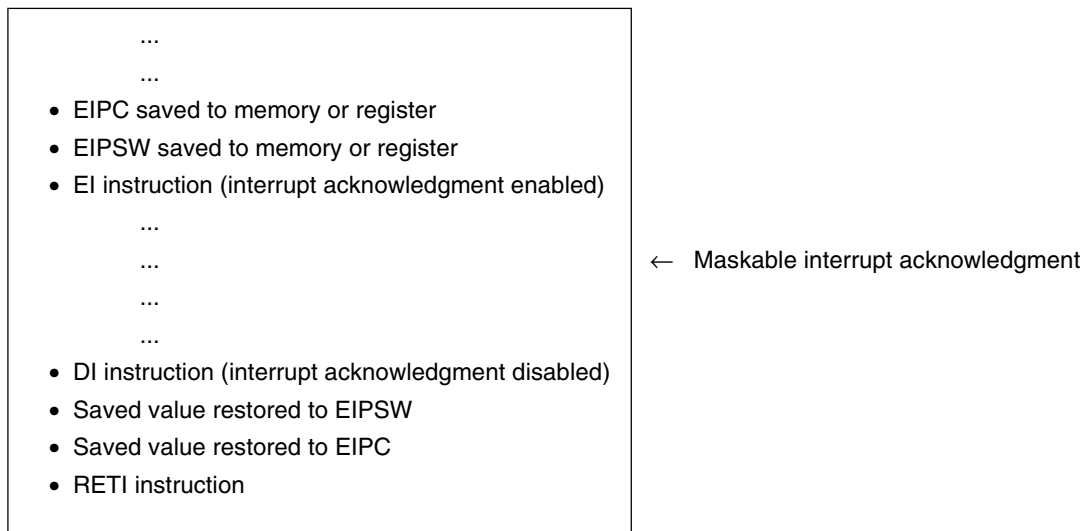 ...
...
• EIPC saved to memory or register
• EIPSW saved to memory or register
• EI instruction (interrupt acknowledgment enabled)
...
...
← Maskable interrupt acknowledgment
...
...
• DI instruction (interrupt acknowledgment disabled)
• Saved value restored to EIPSW
• Saved value restored to EIPC
• RETI instruction